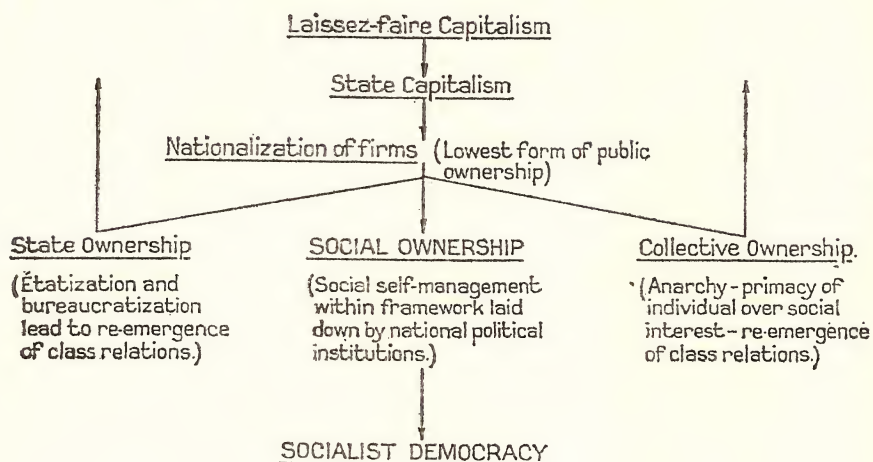 Laissez-faire Capitalism
State Capitalism
Nationalization of firms (Lowest form of public
ownership)
State Ownership
(Étatization and
bureaucratization
lead to re-emergence
of class relations.)
SOCIAL OWNERSHIP
(Social self-management
within framework laid
down by national political
institutions.)
Collective Ownership.
(Anarchy-primacy of
individual over social
interest-re-emergence
of class relations.)
SOCIALIST DEMOCRACY